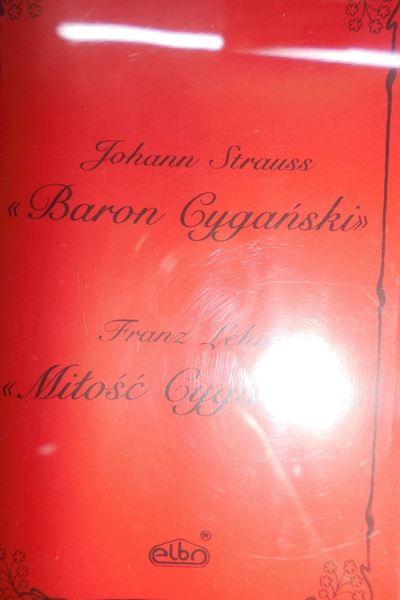 Johann Strauss
«Baron Cygański»
Franz
«Miłość
elbo ®